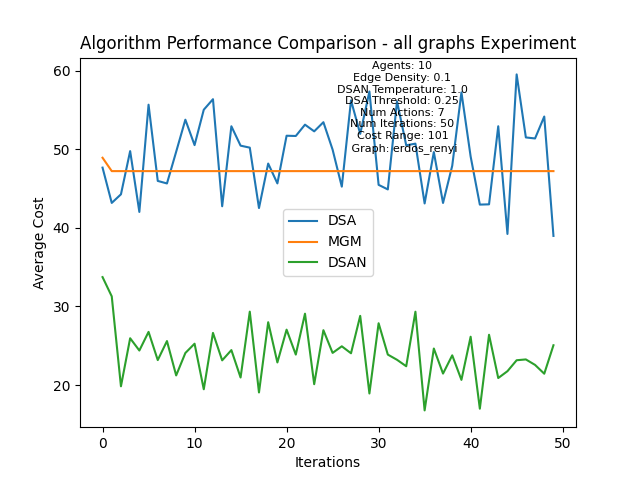 Algorithm Performance Comparison - all graphs Experiment
Agents: 10
Edge Density: 0.1
DSAN Temperature: 1.0
DSA Threshold: 0.25
Num Actions: 7
Num Iterations: 50
Cost Range: 101
Graph: erdos_renyi
60
50
40
30
20
Average Cost
DSA
MGM
DSAN
0
10
20
30
40
50
Iterations